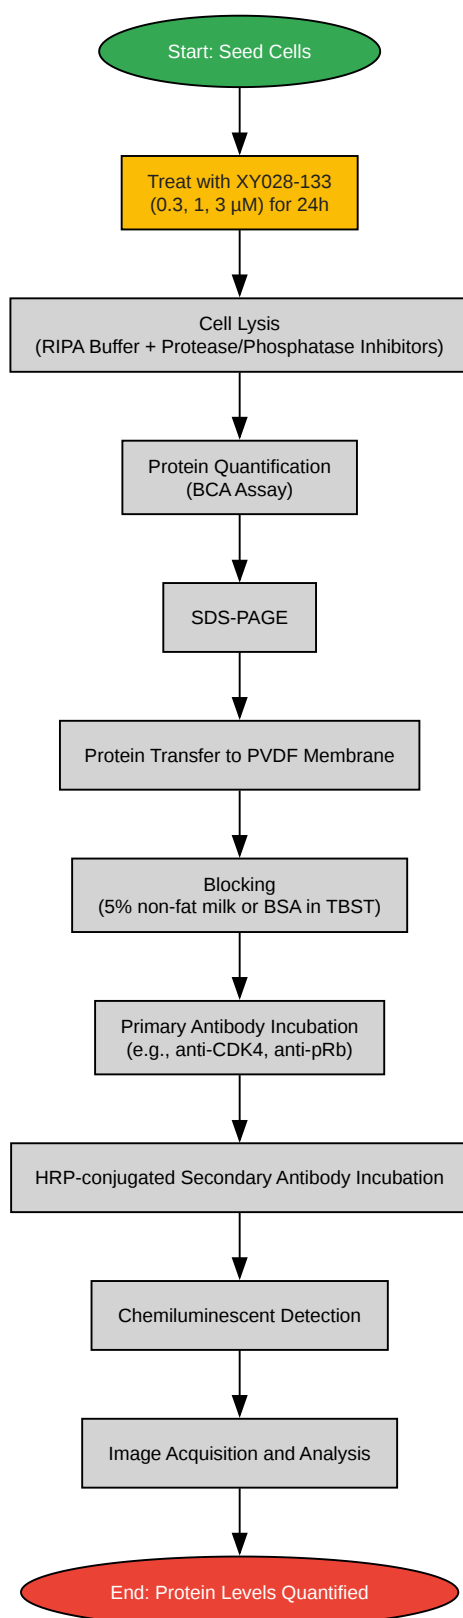 Start: Seed Cells
Treat with XY028-133
(0.3, 1, 3 µM) for 24h
Cell Lysis
(RIPA Buffer + Protease/Phosphatase Inhibitors)
Protein Quantification
(BCA Assay)
SDS-PAGE
Protein Transfer to PVDF Membrane
Blocking
(5% non-fat milk or BSA in TBST)
Primary Antibody Incubation
(e.g., anti-CDK4, anti-pRb)
HRP-conjugated Secondary Antibody Incubation
Chemiluminescent Detection
Image Acquisition and Analysis
End: Protein Levels Quantified